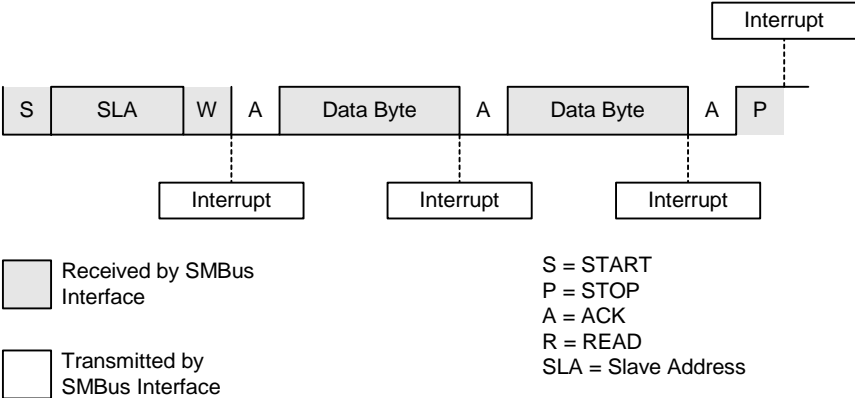 Interrupt
S SLA W A Data Byte A Data Byte A P
Interrupt Interrupt Interrupt
Received by SMBus
Interface
Transmitted by
SMBus Interface
S = START
P = STOP
A = ACK
R = READ
SLA = Slave Address